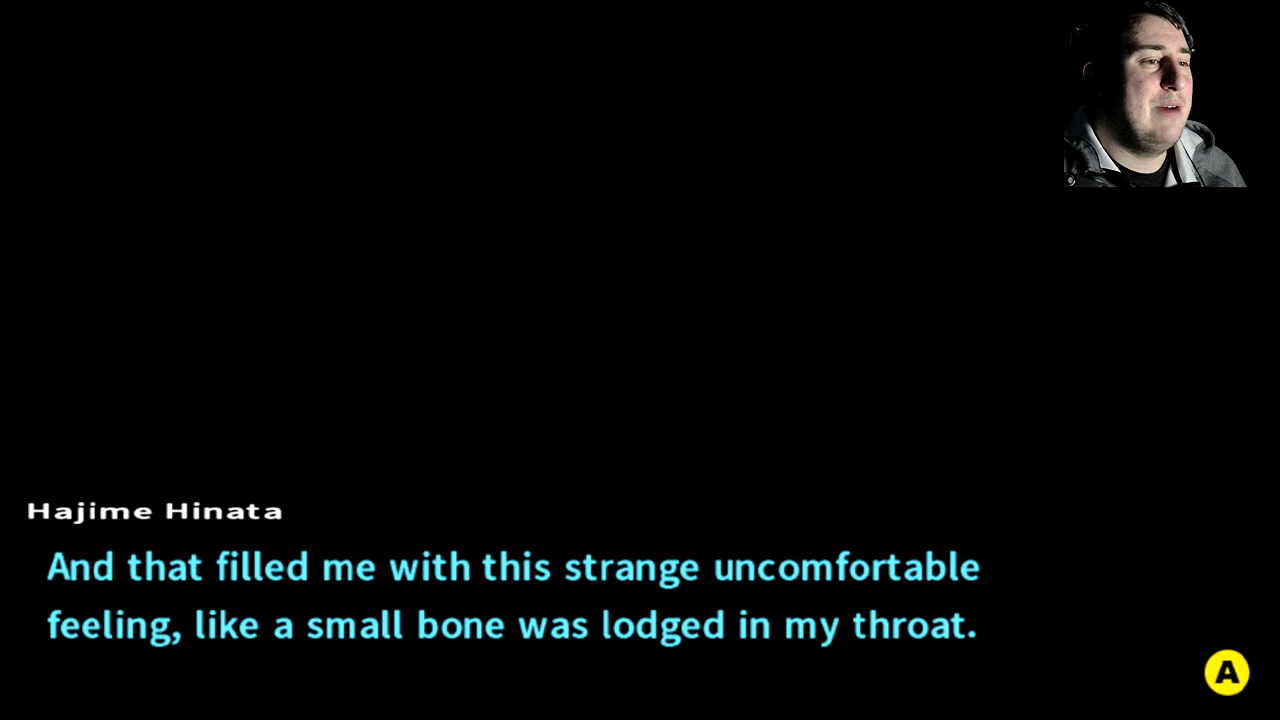 Hajime Hinata
And that filled me with this strange uncomfortable
feeling, like a small bone was lodged in my throat.
A